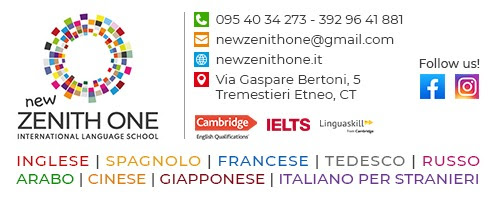 new
ZENITH ONE
INTERNATIONAL LANGUAGE SCHOOL
095 40 34 273 - 392 96 41 881
newzenithone@gmail.com
newzenithone.it
Via Gaspare Bertoni, 5
Tremestieri Etneo, CT
Follow us!
Cambridge
English Qualifications
IELTS
Linguaskill
from Cambridge
INGLESE | SPAGNOLO | FRANCESE | TEDESCO | RUSSO
ARABO | CINESE | GIAPPONESE | ITALIANO PER STRANIERI